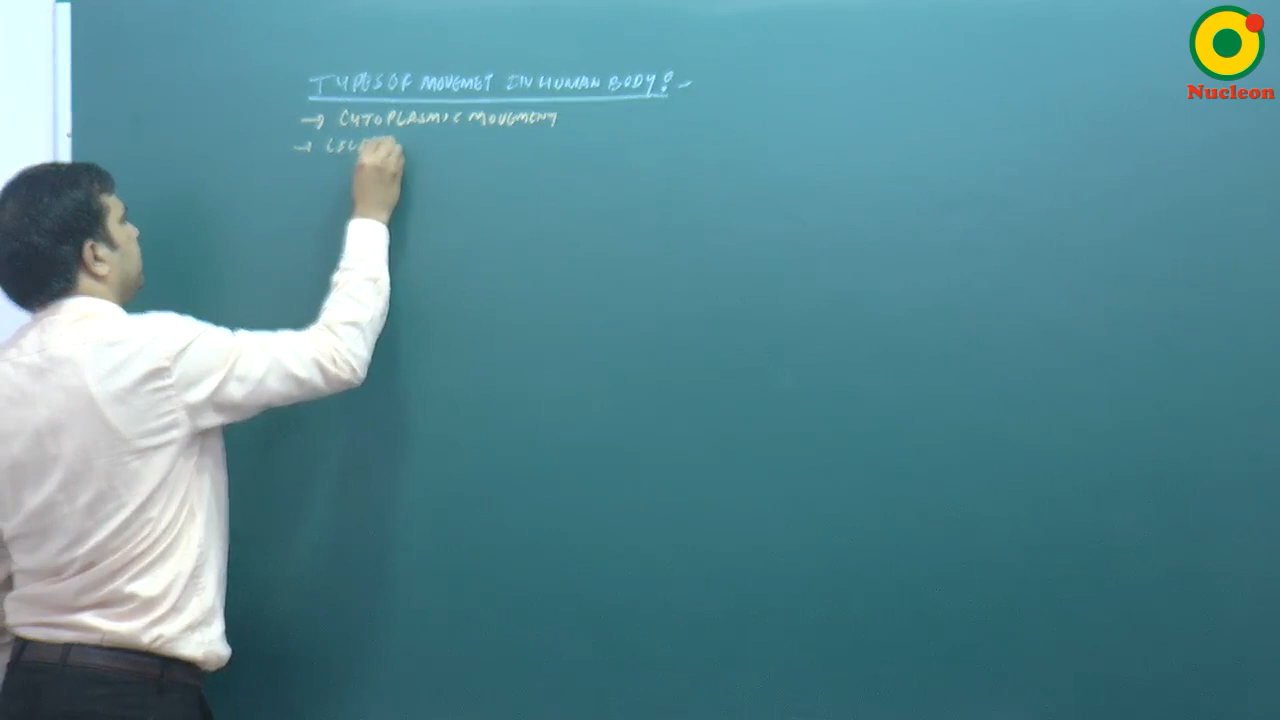 TYPES OF MOVEMET IN HUMAN BODY ? -
→ CYTOPLASMIC MOVEMENT
→
Nucleon